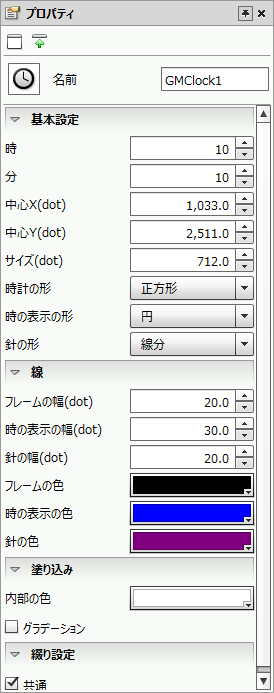 プロパティ
名前 GMClock1
基本設定
時 10
分 10
中心X(dot) 1,033.0
中心Y(dot) 2,511.0
サイズ(dot) 712.0
時計の形 正方形
時の表示の形 円
針の形 線分
線
フレームの幅(dot) 20.0
時の表示の幅(dot) 30.0
針の幅(dot) 20.0
フレームの色
時の表示の色
針の色
塗り込み
内部の色
グラデーション
綴り設定
共通